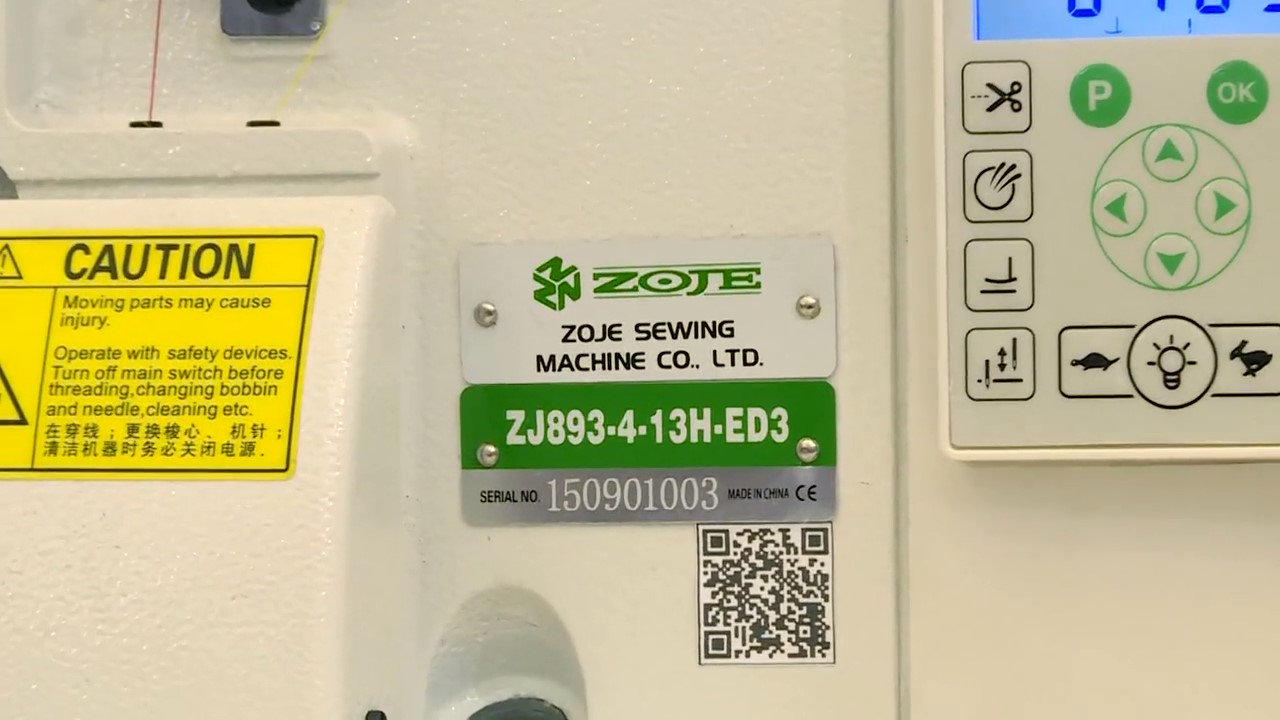 CAUTION
Moving parts may cause
injury.
Operate with safety devices.
Turn off main switch before
threading,changing bobbin
and needle,cleaning etc.
在穿线；更换梭心、机针；
清洁机器时务必关闭电源.
ZOJE
ZOJE SEWING
MACHINE CO., LTD.
ZJ893-4-13H-ED3
SERIAL NO. 150901003 MADE IN CHINA CE
P
OK